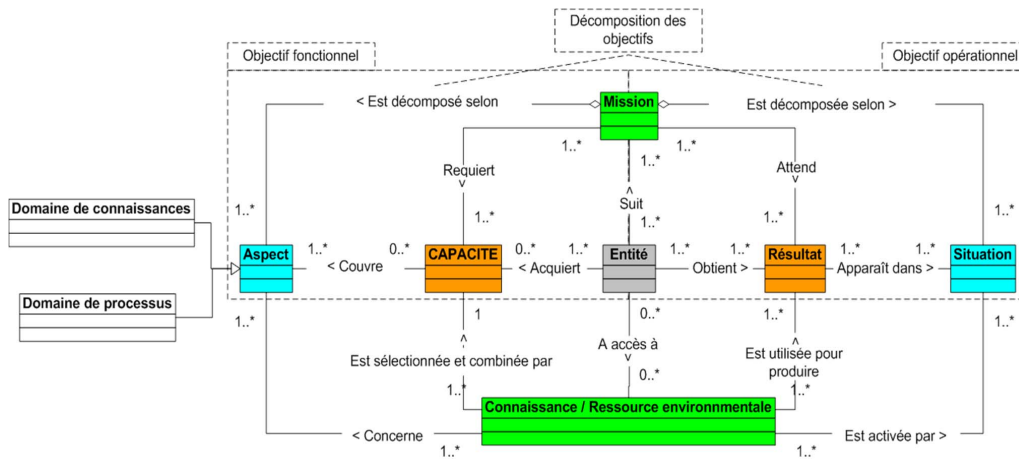 Décomposition des
objectifs
Objectif fonctionnel
Objectif opérationnel
< Est décomposé selon
Mission
Est décomposée selon >
1..*
1..*
1..*
Requiert
v
Attend
v
^
Suit
1..*
1..*
1..*
1..*
1..*
Domaine de connaissances
Aspect
1..*
0..*
CAPACITE
0..*
1..*
Entité
1..*
1..*
Résultat
1..*
1..*
Situation
< Couvre
< Acquiert
Obtient >
Apparaît dans >
Domaine de processus
1..*
1
0..*
1..*
1..*
^
Est sélectionnée et combinée par
A accès à
v
^
Est utilisée pour
produire
1..*
0..*
1..*
Connaissance / Ressource environnmentale
< Concerne
1..*
1..*
Est activée par >